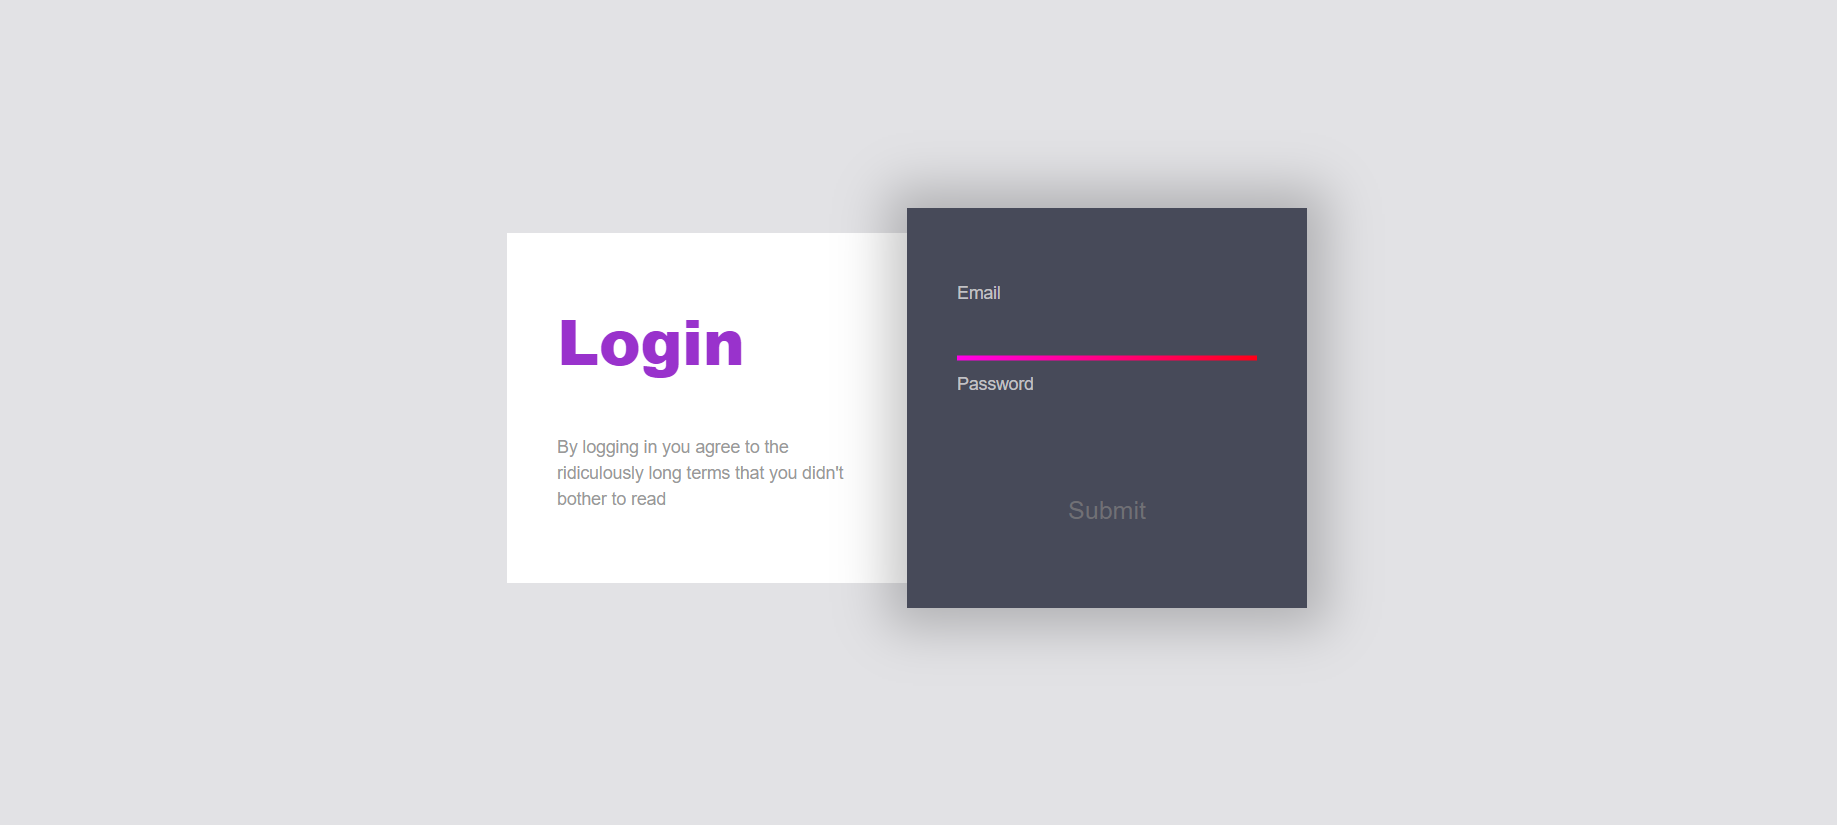 Login
By logging in you agree to the
ridiculously long terms that you didn't
bother to read
Email
Password
Submit